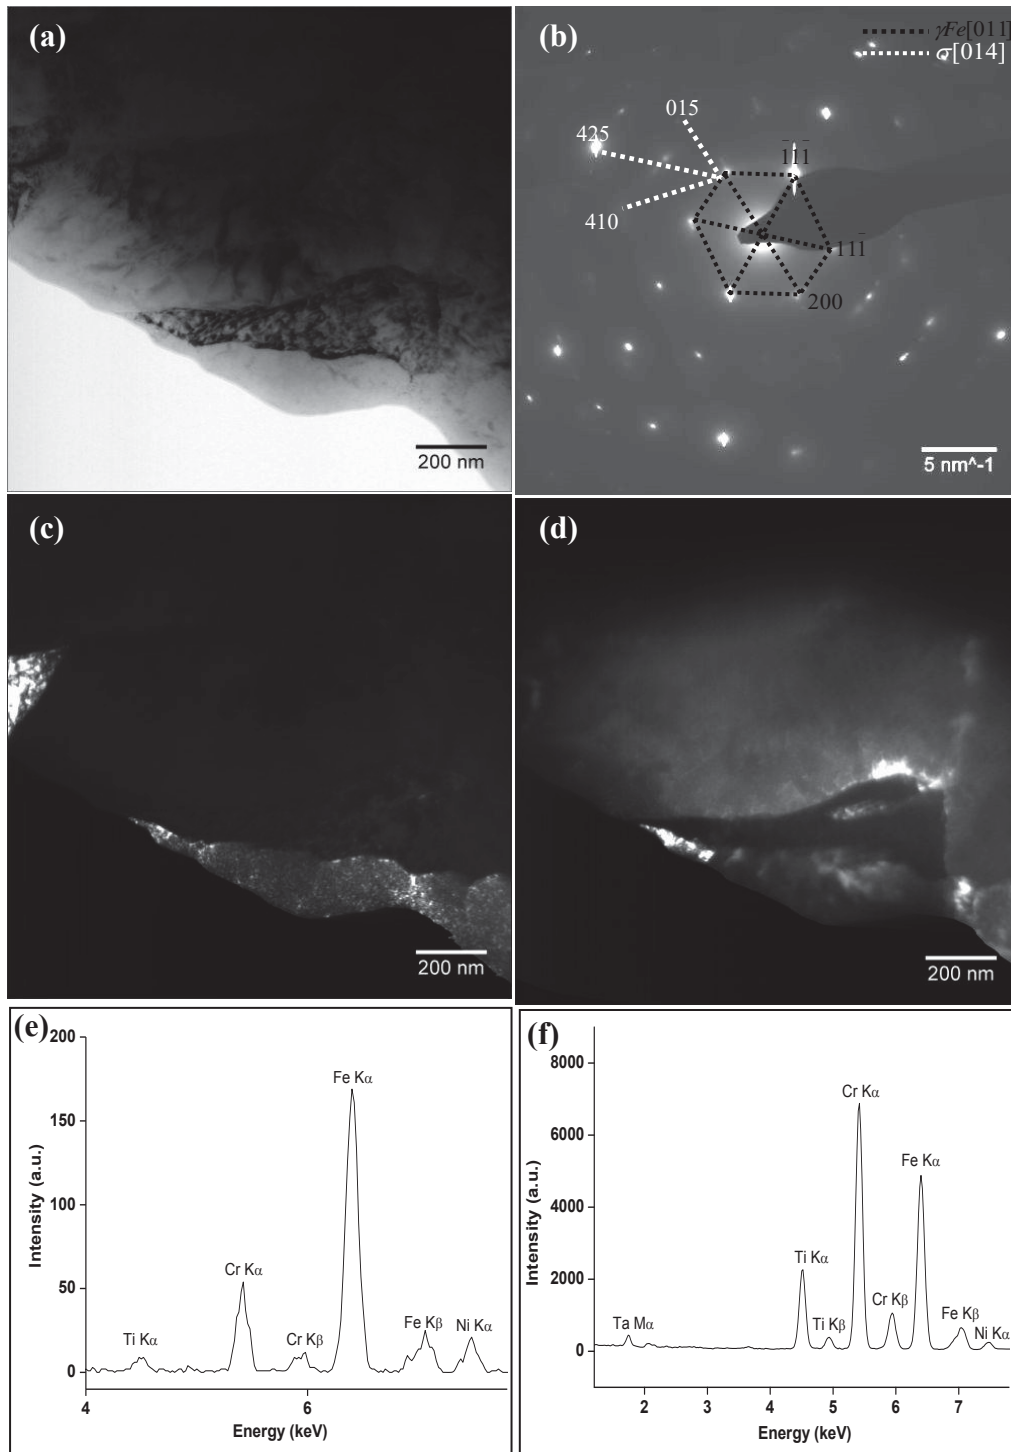 (a)
200 nm
(b)
γFe[011]
σ[014]
015
425
410
1̄11̄
111̄
200
5 nm^-1
(c)
200 nm
(d)
200 nm
(e)
200
150
100
50
0
4
6
Intensity (a.u.)
Energy (keV)
Ti Kα
Cr Kα
Cr Kβ
Fe Kα
Fe Kβ
Ni Kα
(f)
8000
6000
4000
2000
0
2
3
4
5
6
7
Intensity (a.u.)
Energy (keV)
Ta Mα
Ti Kα
Ti Kβ
Cr Kα
Cr Kβ
Fe Kα
Fe Kβ
Ni Kα